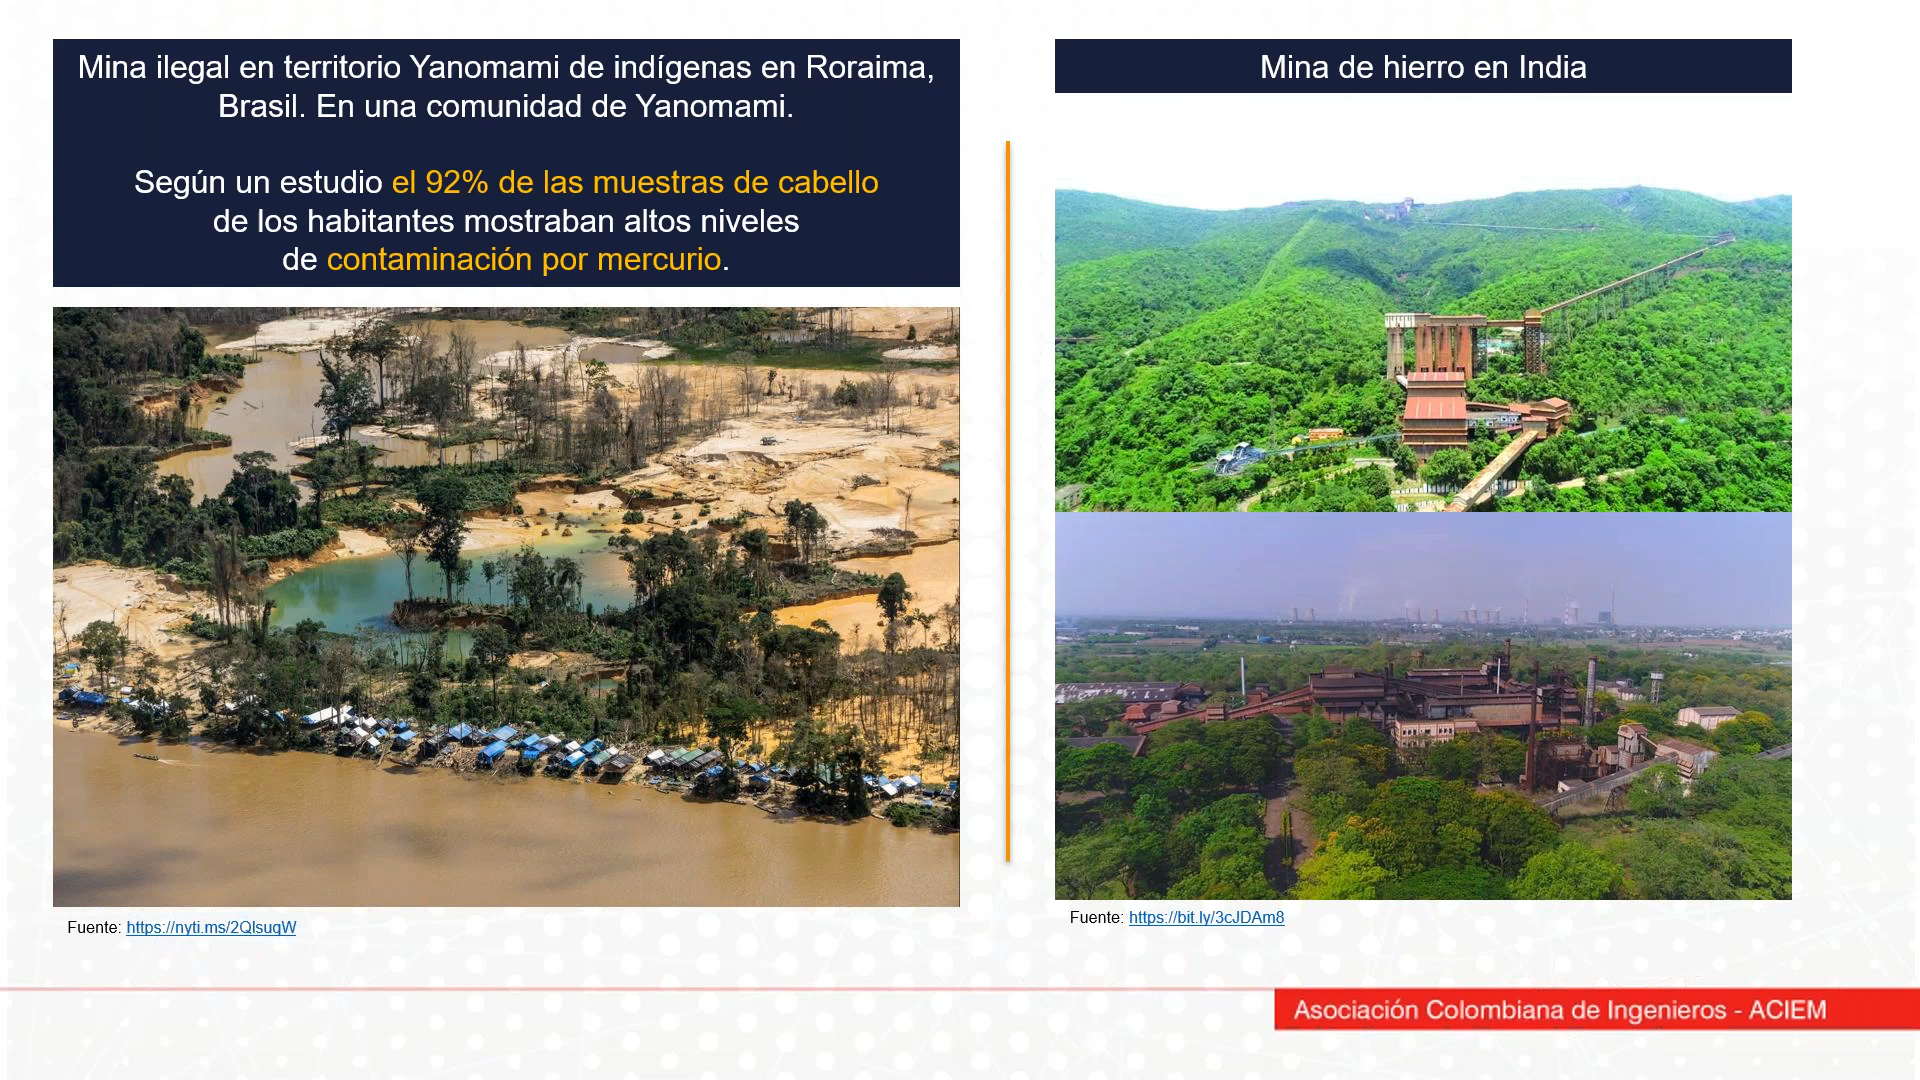 Mina ilegal en territorio Yanomami de indígenas en Roraima,
Brasil. En una comunidad de Yanomami.
Según un estudio el 92% de las muestras de cabello
de los habitantes mostraban altos niveles
de contaminación por mercurio.
Fuente: https://nyti.ms/2QlsuqW
Mina de hierro en India
Fuente: https://bit.ly/3cJDAm8
Asociación Colombiana de Ingenieros - ACIEM